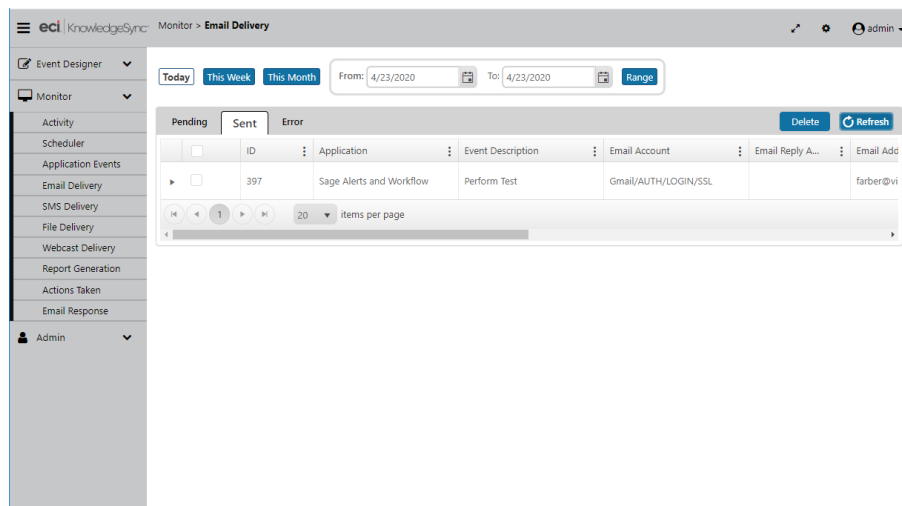 eci KnowledgeSync
Monitor > Email Delivery
admin
Event Designer
Monitor
Activity
Scheduler
Application Events
Email Delivery
SMS Delivery
File Delivery
Webcast Delivery
Report Generation
Actions Taken
Email Response
Admin
Today This Week This Month From: 4/23/2020 To: 4/23/2020 Range
Pending Sent Error Delete Refresh
ID Application Event Description Email Account Email Reply A... Email Add
397 Sage Alerts and Workflow Perform Test Gmail/AUTH/LOGIN/SSL farber@vi
1 20 items per page